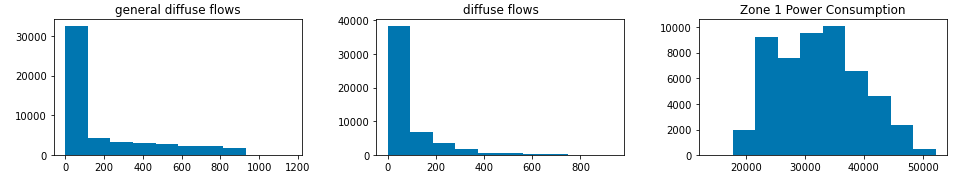 general diffuse flows
30000
20000
10000
0
0 200 400 600 800 1000 1200
diffuse flows
40000
30000
20000
10000
0
0 200 400 600 800
Zone 1 Power Consumption
10000
8000
6000
4000
2000
0
20000 30000 40000 50000